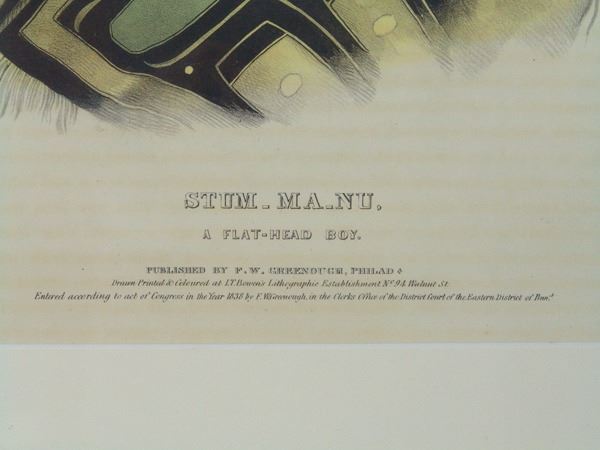 STUM-MA-NU,
A FLAT-HEAD BOY.
PUBLISHED BY F. W. GREENOUGH, PHILADA
Drawn Printed & Coloured at I.T. Bowen's Lithographic Establishment No. 94 Walnut St.
Entered according to act of Congress in the Year 1838 by F.W. Greenough, in the Clerks Office of the District Court of the Eastern District of Penna.